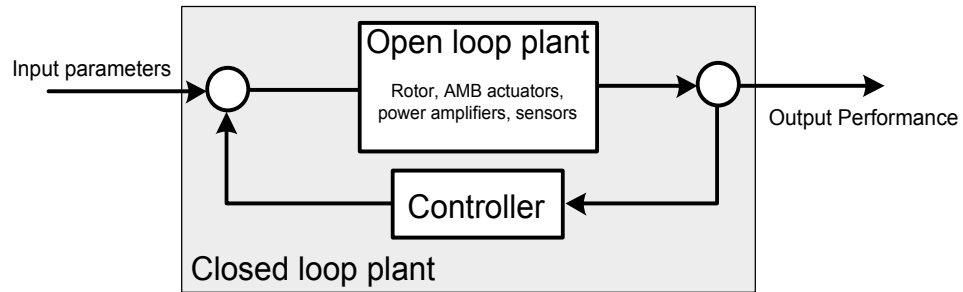 Open loop plant
Input parameters
Rotor, AMB actuators,
power amplifiers, sensors
Output Performance
Controller
Closed loop plant